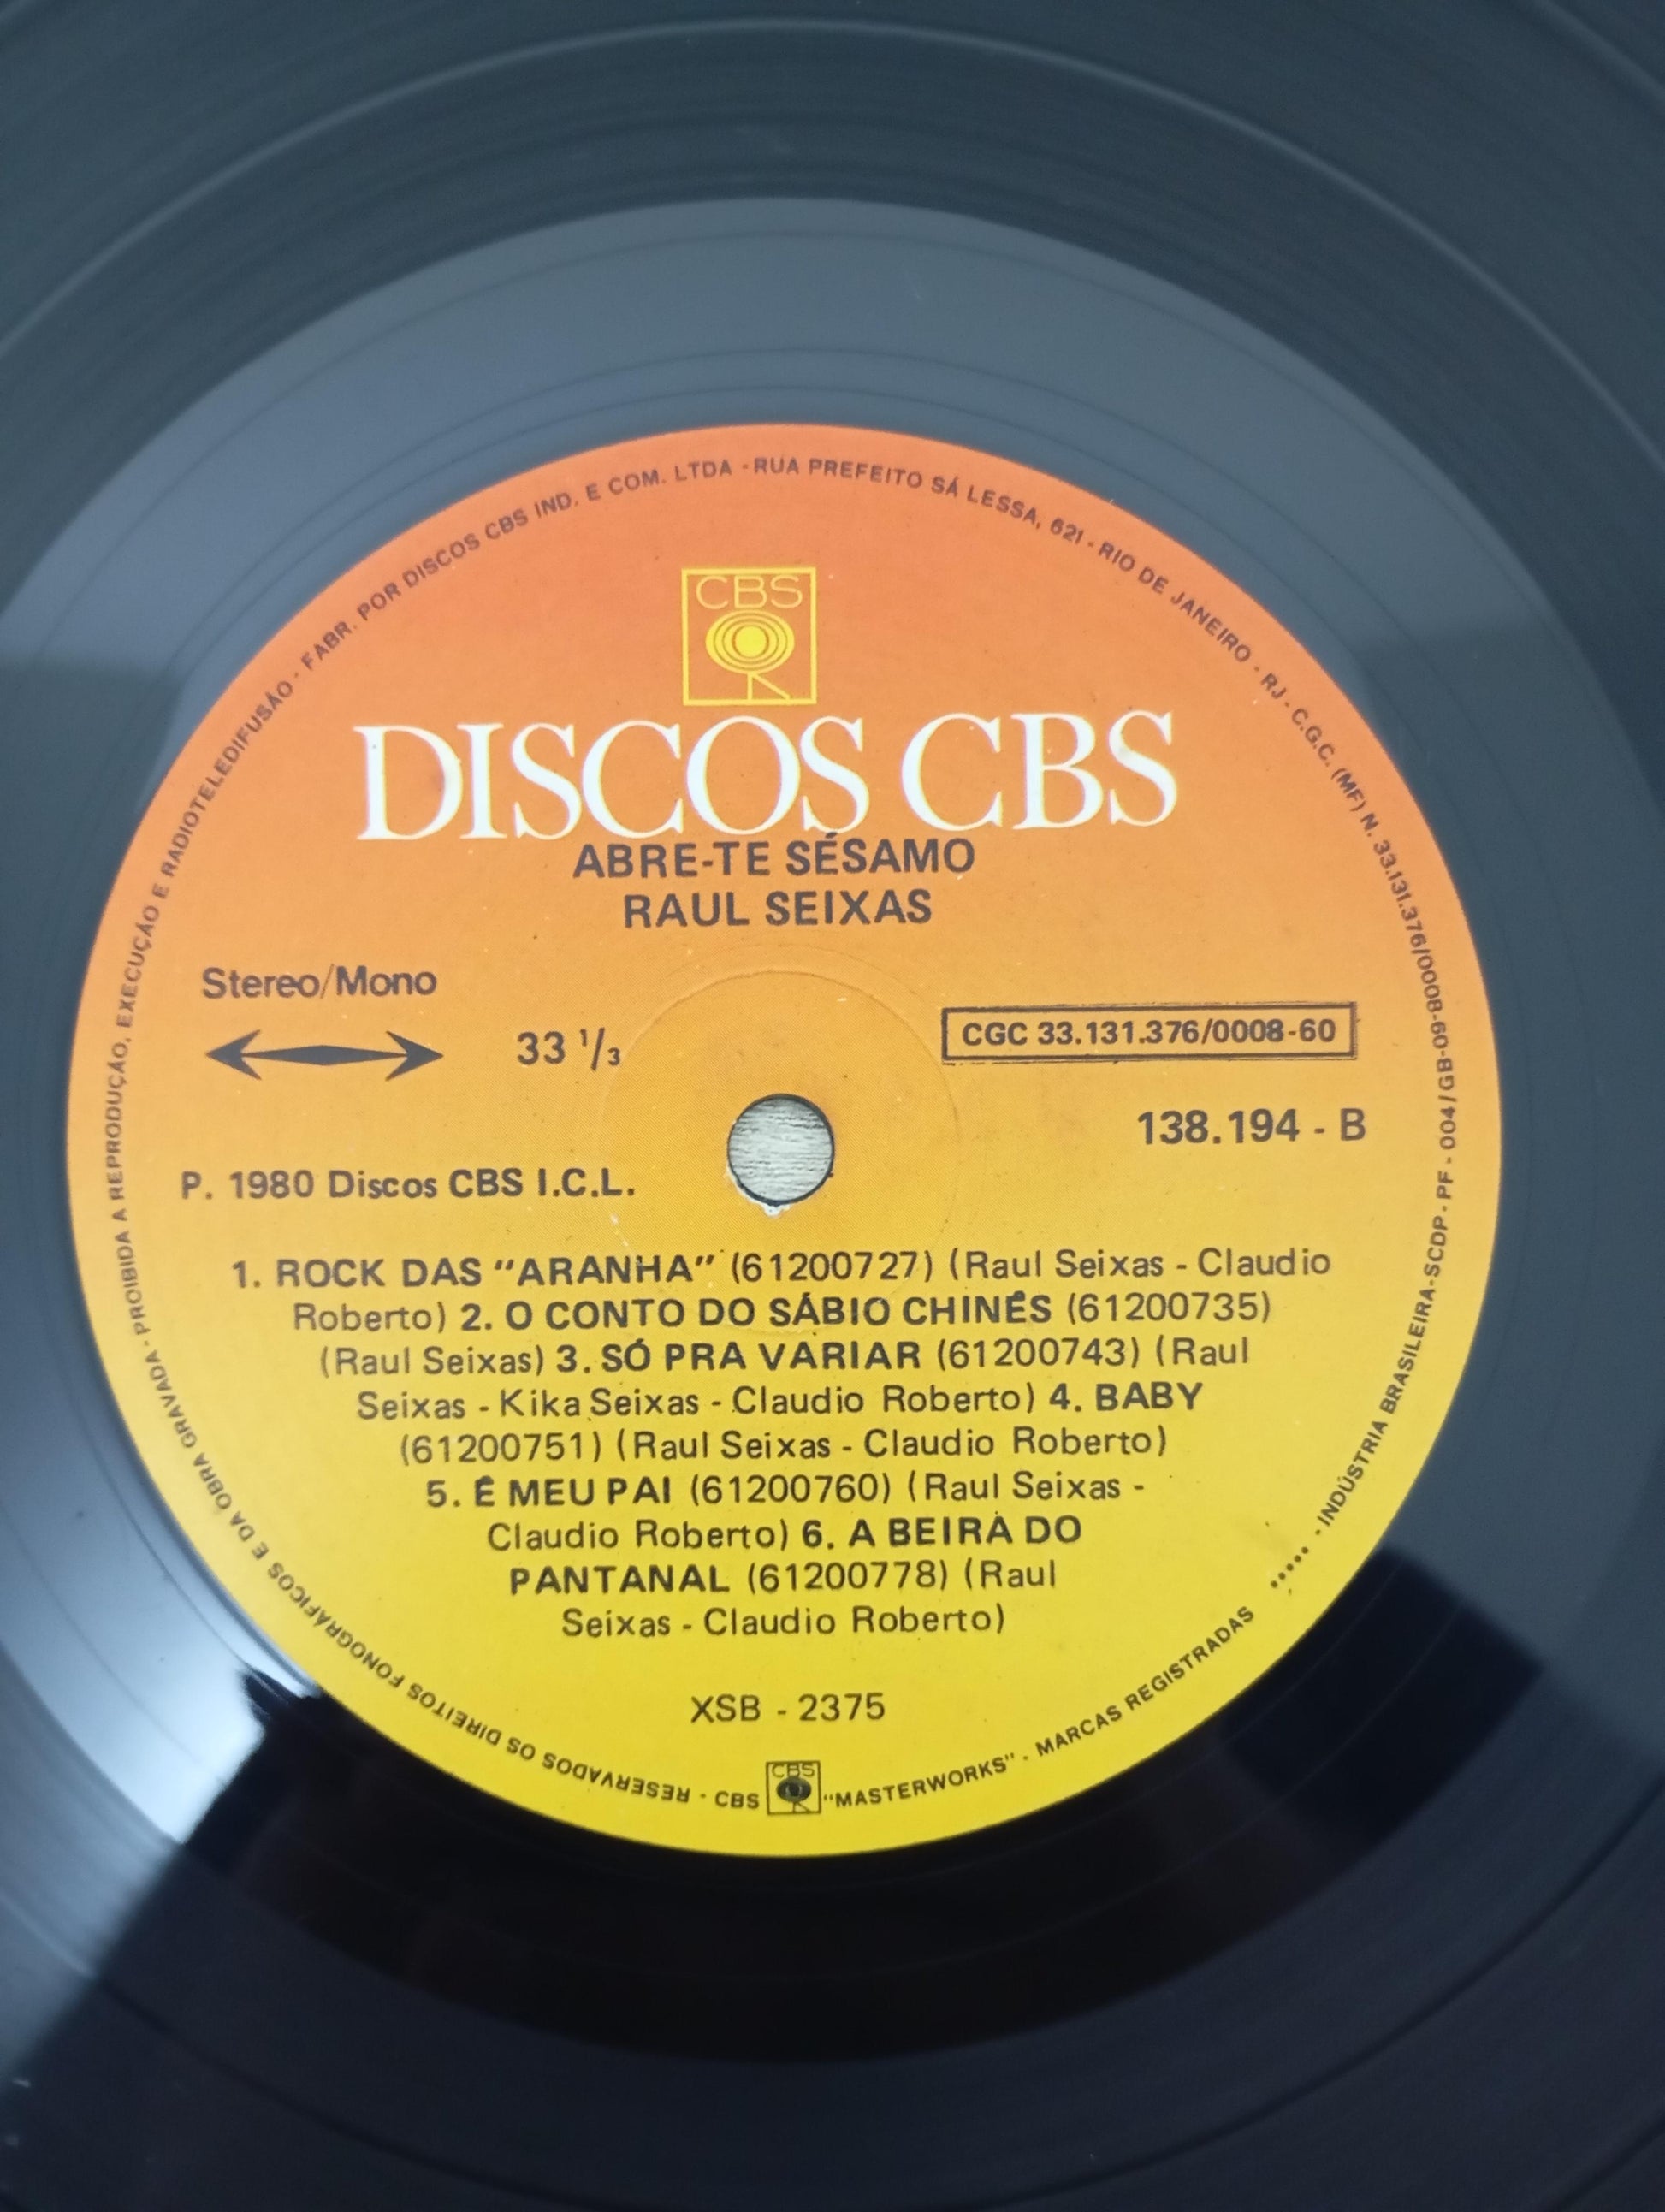 PROIBIDA A REPRODUÇÃO, EXECUÇÃO E RADIOTELEDIFUSÃO - FABR. POR DISCOS CBS IND. E COM. LTDA - RUA PREFEITO SÁ LESSA, 621 - RIO DE JANEIRO - RJ - C.G.C. (MF) N. 33.131.376/0008-60-BG/004 - PF - SCDP - INDÚSTRIA BRASILEIRA - •••••
CBS
DISCOS CBS
ABRE-TE SÉSAMO
RAUL SEIXAS
Stereo/Mono
33 1/3
CGC 33.131.376/0008-60
138.194 - B
P. 1980 Discos CBS I.C.L.
1. ROCK DAS "ARANHA" (61200727) (Raul Seixas - Claudio
Roberto) 2. O CONTO DO SÁBIO CHINÊS (61200735)
(Raul Seixas) 3. SÓ PRA VARIAR (61200743) (Raul
Seixas - Kika Seixas - Claudio Roberto) 4. BABY
(61200751) (Raul Seixas - Claudio Roberto)
5. É MEU PAI (61200760) (Raul Seixas -
Claudio Roberto) 6. A BEIRA DO
PANTANAL (61200778) (Raul
Seixas - Claudio Roberto)
XSB - 2375
RESERVADOS OS DIREITOS FONOGRÁFICOS E DA OBRA GRAVADA -
CBS CBS "MASTERWORKS" - MARCAS REGISTRADAS